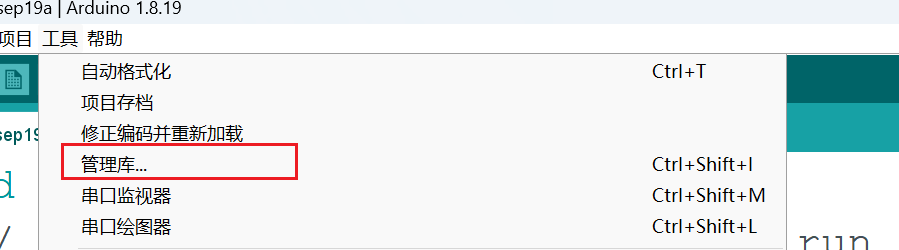 sep19a | Arduino 1.8.19
项目 工具 帮助
自动格式化 Ctrl+T
项目存档
修正编码并重新加载
管理库... Ctrl+Shift+I
串口监视器 Ctrl+Shift+M
串口绘图器 Ctrl+Shift+L
sep19
d
/
run